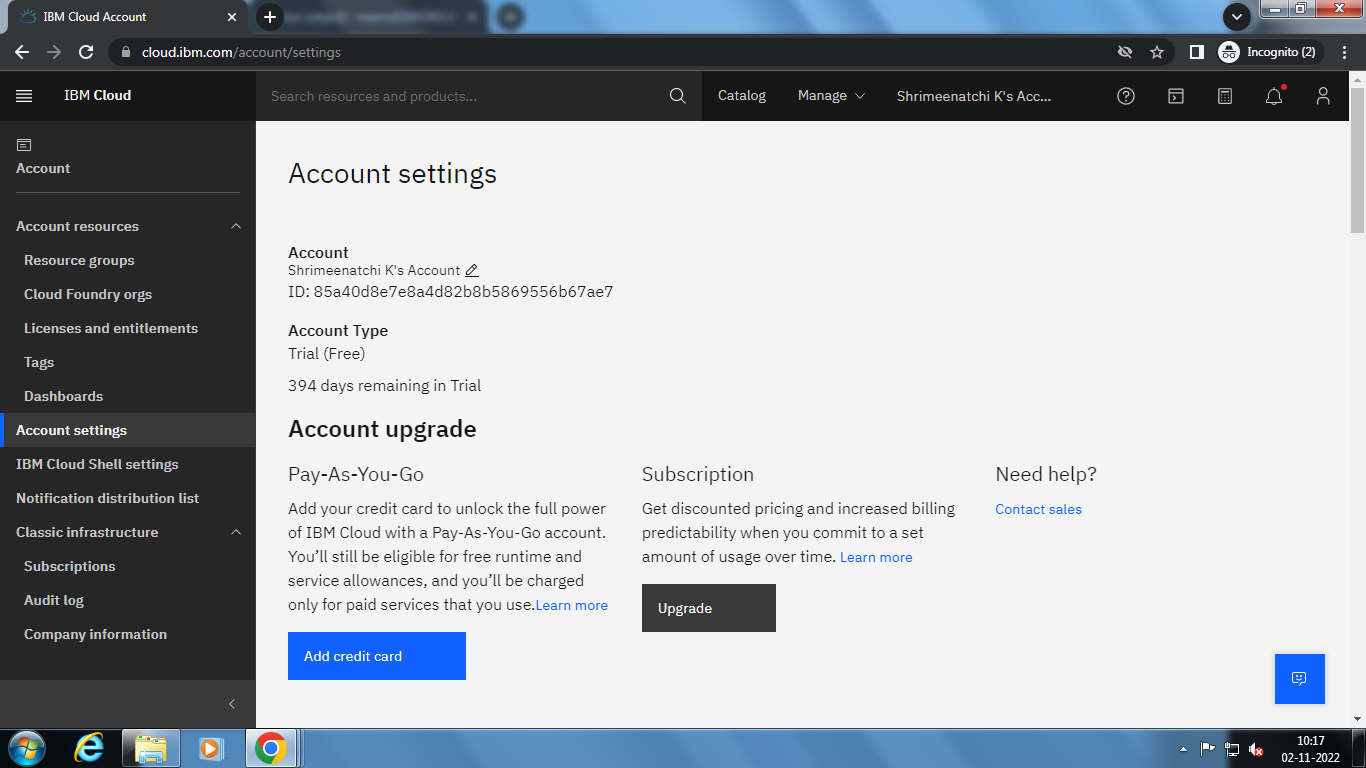 IBM Cloud Account
cloud.ibm.com/account/settings
Incognito (2)
IBM Cloud
Search resources and products...
Catalog
Manage
Shrimeenatchi K's Acc...
Account
Account resources
Resource groups
Cloud Foundry orgs
Licenses and entitlements
Tags
Dashboards
Account settings
IBM Cloud Shell settings
Notification distribution list
Classic infrastructure
Subscriptions
Audit log
Company information
Account settings
Account
Shrimeenatchi K's Account
ID: 85a40d8e7e8a4d82b8b5869556b67ae7
Account Type
Trial (Free)
394 days remaining in Trial
Account upgrade
Pay-As-You-Go
Add your credit card to unlock the full power
of IBM Cloud with a Pay-As-You-Go account.
You’ll still be eligible for free runtime and
service allowances, and you’ll be charged
only for paid services that you use.Learn more
Add credit card
Subscription
Get discounted pricing and increased billing
predictability when you commit to a set
amount of usage over time. Learn more
Upgrade
Need help?
Contact sales
10:17
02-11-2022